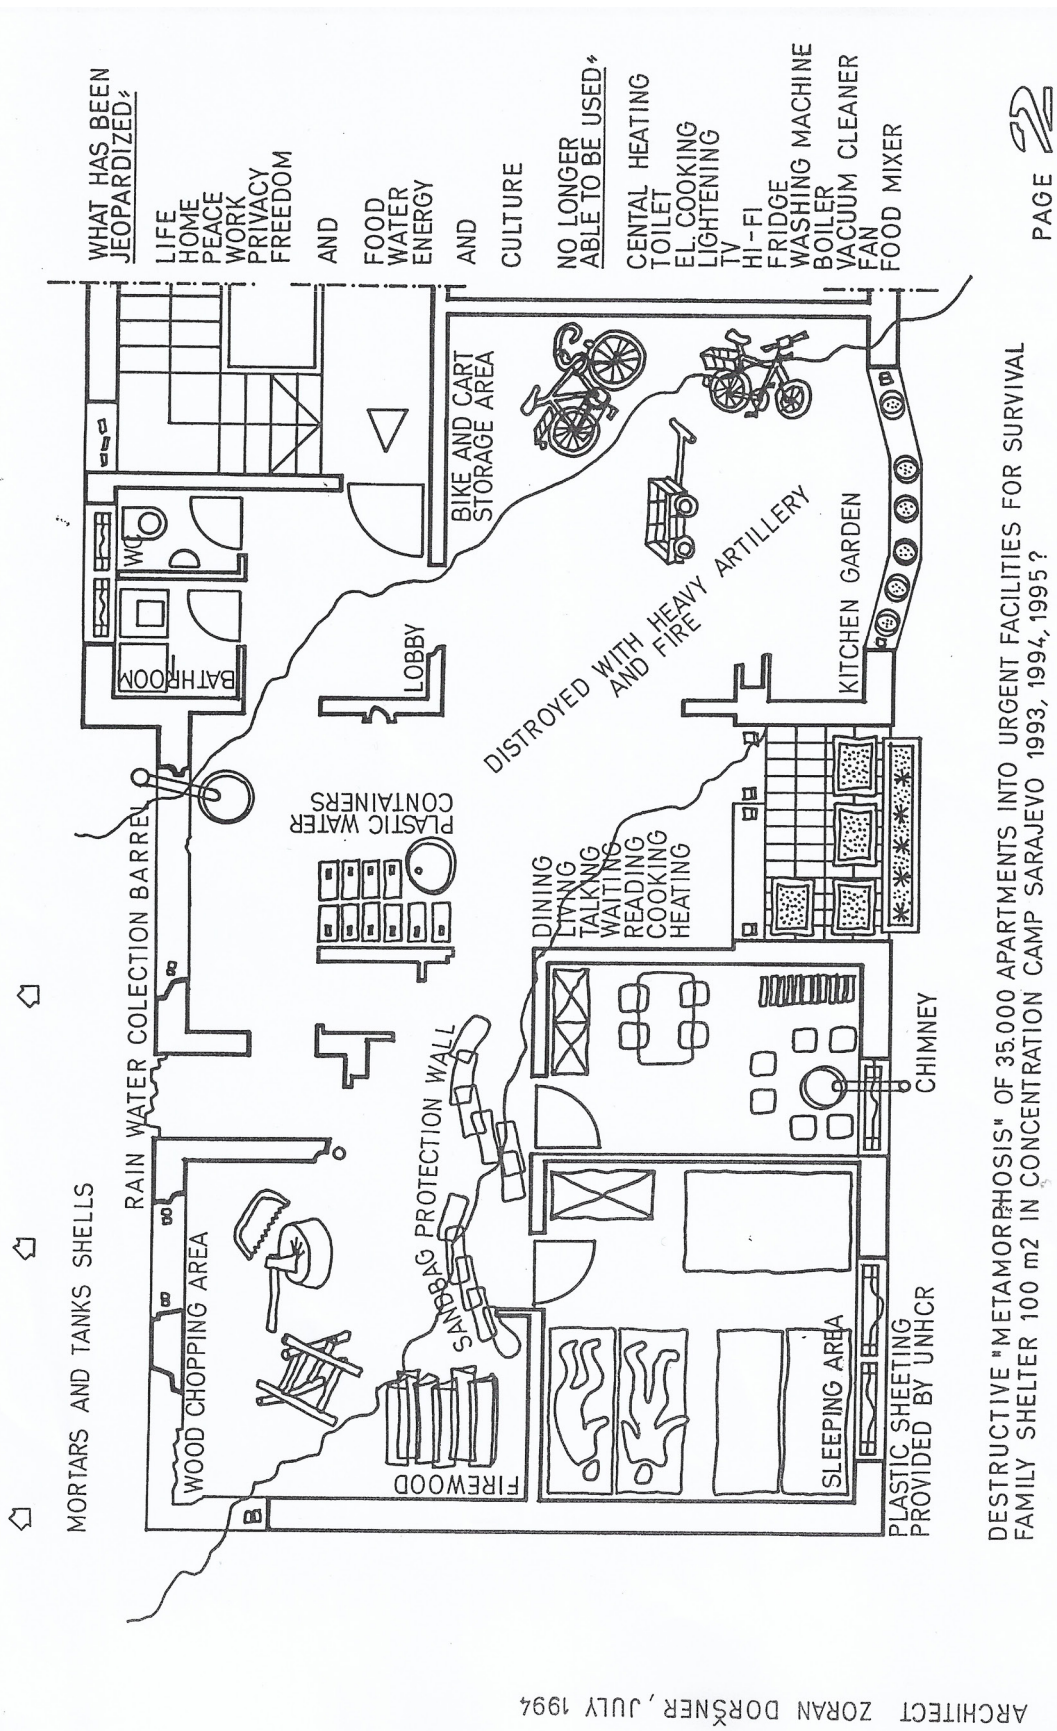 WHAT HAS BEEN
JEOPARDIZED"
LIFE
HOME
PEACE
WORK
PRIVACY
FREEDOM
AND
FOOD
WATER
ENERGY
AND
CULTURE
NO LONGER
ABLE TO BE USED"
CENTAL HEATING
TOILET
EL. COOKING
LIGHTENING
TV
HI-FI
FRIDGE
WASHING MACHINE
BOILER
VACUUM CLEANER
FAN
FOOD MIXER
MORTARS AND TANKS SHELLS
RAIN WATER COLECTION BARREL
BATHROOM
WC
WOOD CHOPPING AREA
PLASTIC WATER
CONTAINERS
LOBBY
BIKE AND CART
STORAGE AREA
FIREWOOD
SANDBAG PROTECTION WALL
DISTROYED WITH HEAVY ARTILLERY
AND FIRE
DINING
LIVING
TALKING
WAITING
READING
COOKING
HEATING
SLEEPING AREA
KITCHEN GARDEN
PLASTIC SHEETING
PROVIDED BY UNHCR
CHIMNEY
DESTRUCTIVE "METAMORPHOSIS" OF 35.000 APARTMENTS INTO URGENT FACILITIES FOR SURVIVAL
FAMILY SHELTER 100 m2 IN CONCENTRATION CAMP SARAJEVO 1993, 1994, 1995?
PAGE 2
ARCHITECT ZORAN DORŠNER, JULY 1994